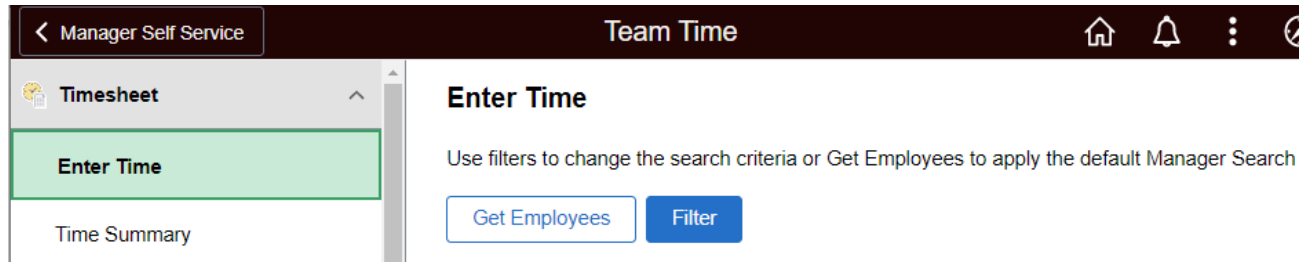 Manager Self Service
Team Time
Timesheet
Enter Time
Time Summary
Enter Time
Use filters to change the search criteria or Get Employees to apply the default Manager Search
Get Employees
Filter